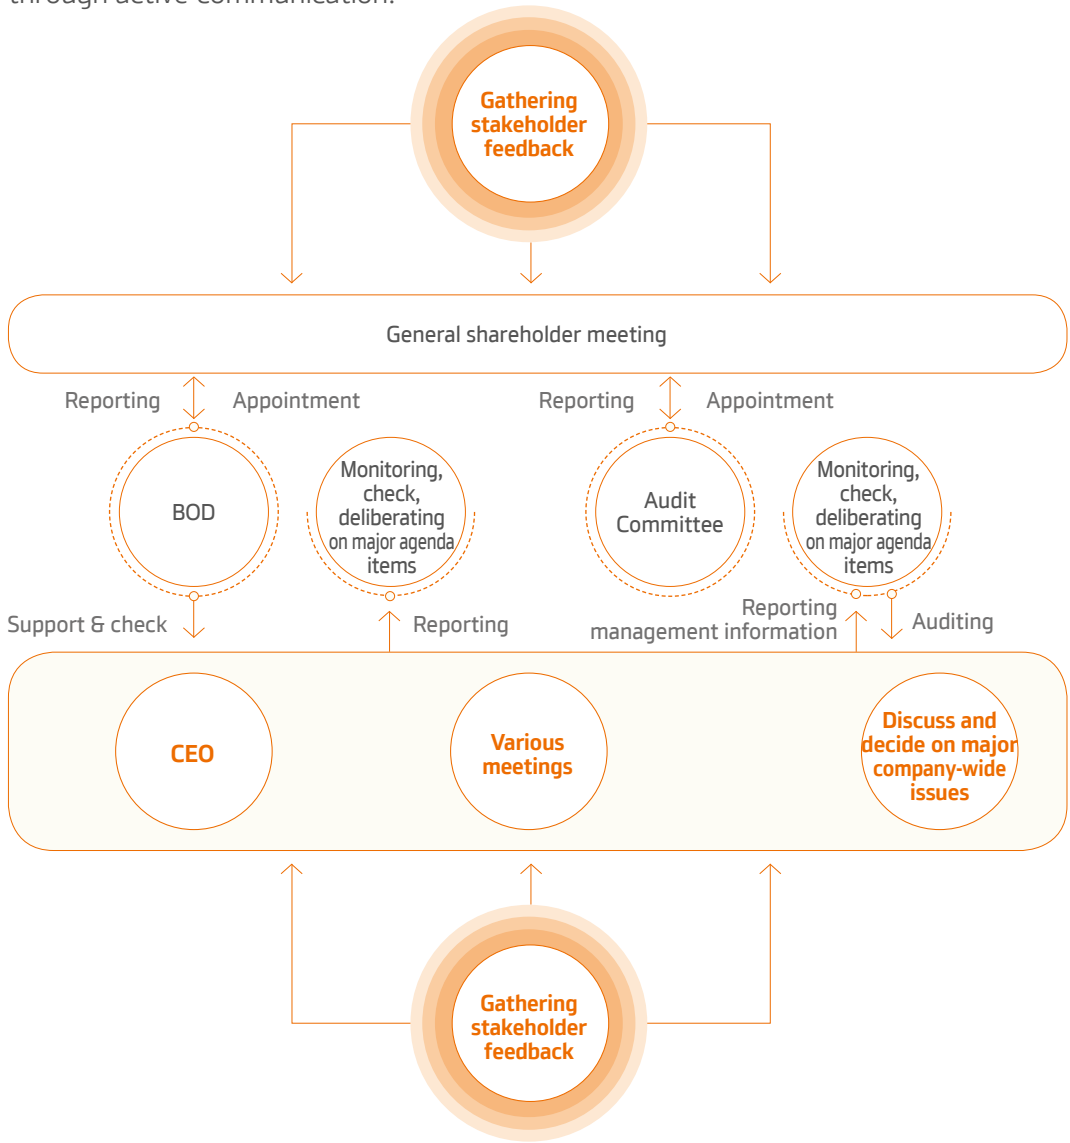 through active communication.
Gathering
stakeholder
feedback
General shareholder meeting
Reporting
Appointment
Reporting
Appointment
BOD
Monitoring,
check,
deliberating
on major agenda
items
Audit
Committee
Monitoring,
check,
deliberating
on major agenda
items
Support & check
Reporting
Reporting
management information
Auditing
CEO
Various
meetings
Discuss and
decide on major
company-wide
issues
Gathering
stakeholder
feedback